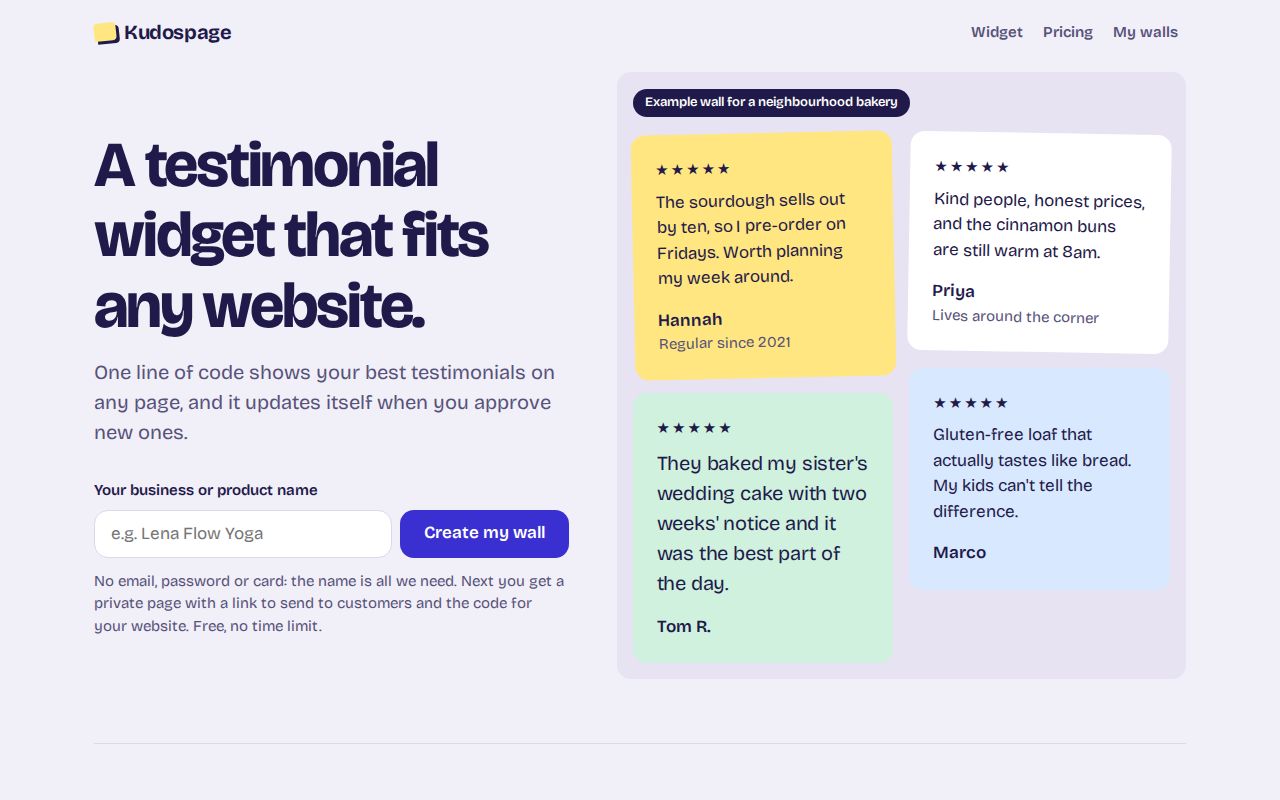 Kudospage
Widget
Pricing
My walls
A testimonial
widget that fits
any website.
One line of code shows your best testimonials on
any page, and it updates itself when you approve
new ones.
Your business or product name
e.g. Lena Flow Yoga
Create my wall
No email, password or card: the name is all we need. Next you get a
private page with a link to send to customers and the code for
your website. Free, no time limit.
Example wall for a neighbourhood bakery
★★★★★
The sourdough sells out
by ten, so I pre-order on
Fridays. Worth planning
my week around.
Hannah
Regular since 2021
★★★★★
They baked my sister's
wedding cake with two
weeks' notice and it
was the best part of
the day.
Tom R.
★★★★★
Kind people, honest prices,
and the cinnamon buns
are still warm at 8am.
Priya
Lives around the corner
★★★★★
Gluten-free loaf that
actually tastes like bread.
My kids can't tell the
difference.
Marco